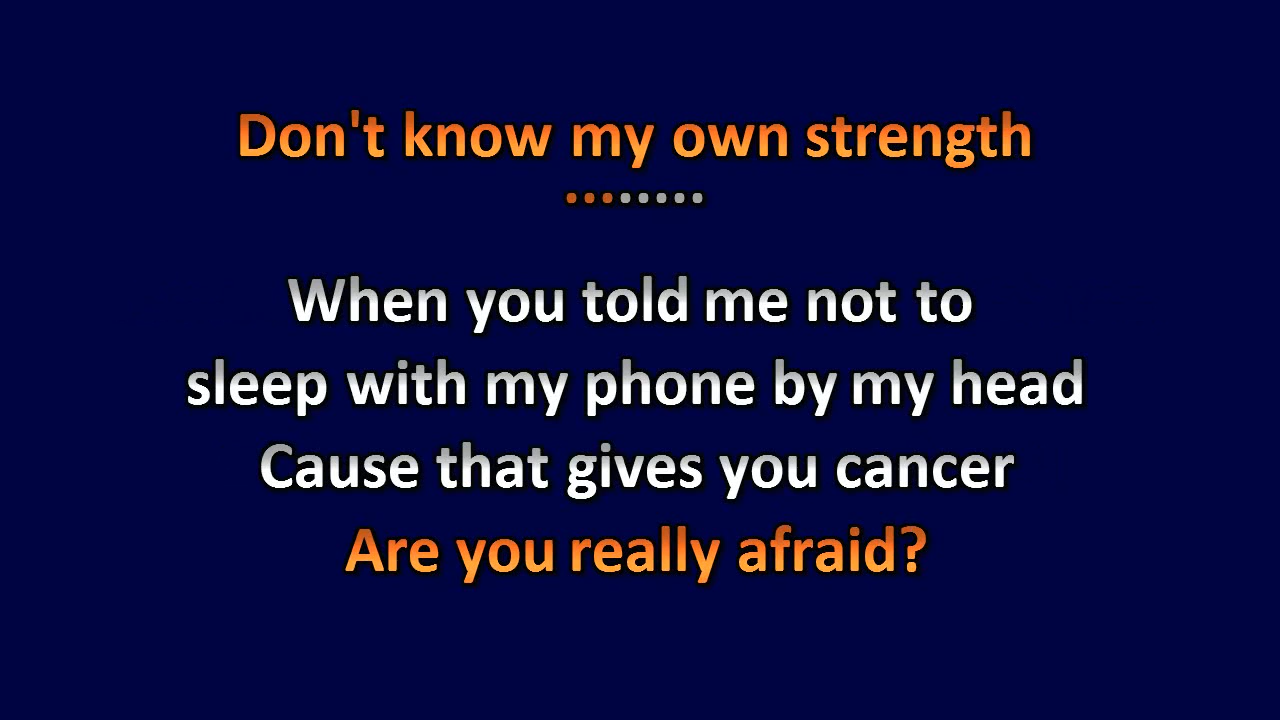 Don't know my own strength
••••••••
When you told me not to
sleep with my phone by my head
Cause that gives you cancer
Are you really afraid?